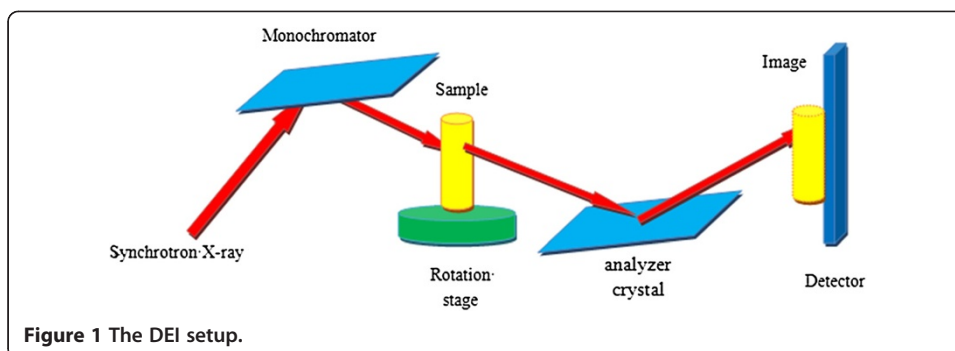 Monochromator
Sample
Image
Synchrotron·X-ray
Rotation·
stage
analyzer
crystal
Detector
Figure 1 The DEI setup.